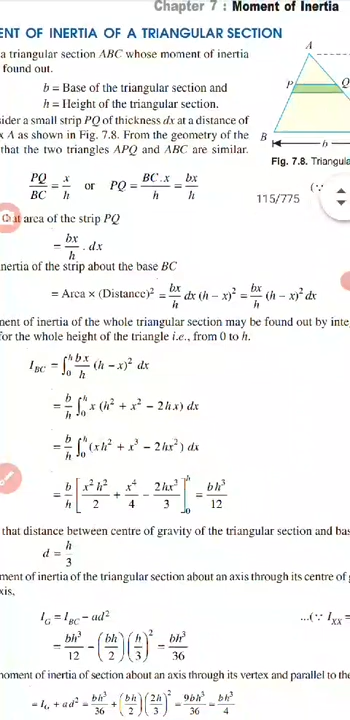 Chapter 7 : Moment of Inertia
ENT OF INERTIA OF A TRIANGULAR SECTION
a triangular section ABC whose moment of inertia
found out.
b = Base of the triangular section and
h = Height of the triangular section.
sider a small strip PQ of thickness dx at a distance of
x A as shown in Fig. 7.8. From the geometry of the
that the two triangles APQ and ABC are similar.
A
P Q
B
b
Fig. 7.8. Triangula
PQ/BC = x/h or PQ = BC.x/h = bx/h
(∵
115/775
at area of the strip PQ
= bx/h . dx
nertia of the strip about the base BC
= Area × (Distance)² = bx/h dx (h – x)² = bx/h (h – x)² dx
ment of inertia of the whole triangular section may be found out by inte
for the whole height of the triangle i.e., from 0 to h.
I_BC = ∫₀ʰ bx/h (h – x)² dx
= b/h ∫₀ʰ x (h² + x² – 2hx) dx
= b/h ∫₀ʰ (xh² + x³ – 2hx²) dx
= b/h [x²h²/2 + x⁴/4 – 2hx³/3]₀ʰ = bh³/12
that distance between centre of gravity of the triangular section and bas
d = h/3
ment of inertia of the triangular section about an axis through its centre of g
xis,
I_G = I_BC – ad² ...(∵ I_XX =
= bh³/12 – (bh/2)(h/3)² = bh³/36
moment of inertia of section about an axis through its vertex and parallel to the
= I_G + ad² = bh³/36 + (bh/2)(2h/3)² = 9bh³/36 = bh³/4